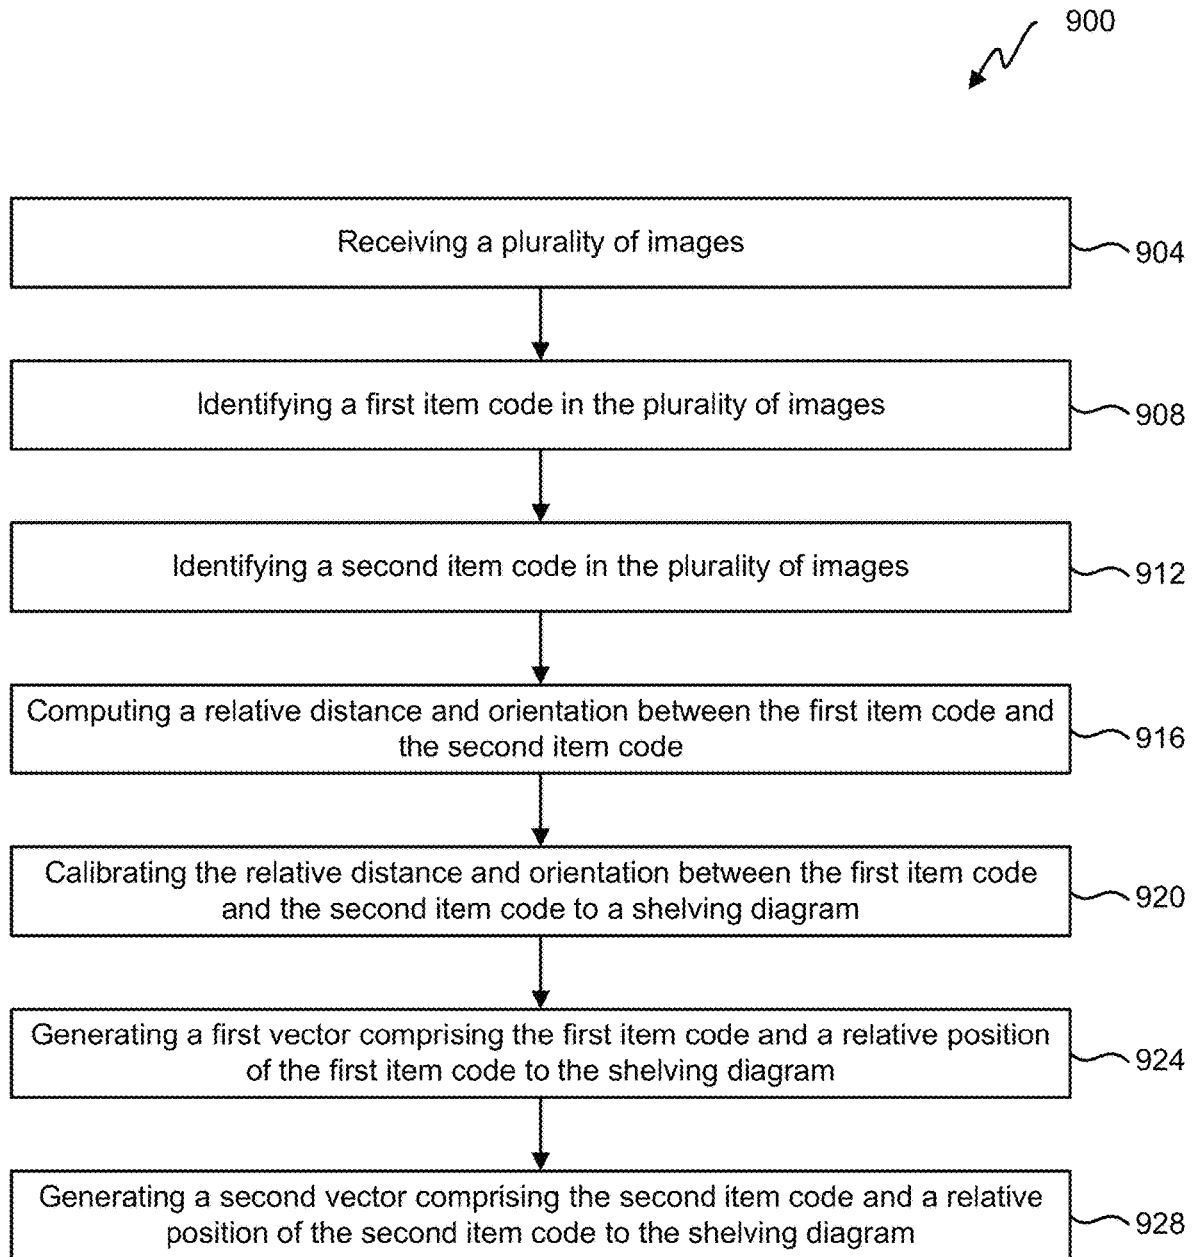 900
Receiving a plurality of images
904
Identifying a first item code in the plurality of images
908
Identifying a second item code in the plurality of images
912
Computing a relative distance and orientation between the first item code and
the second item code
916
Calibrating the relative distance and orientation between the first item code
and the second item code to a shelving diagram
920
Generating a first vector comprising the first item code and a relative position
of the first item code to the shelving diagram
924
Generating a second vector comprising the second item code and a relative
position of the second item code to the shelving diagram
928